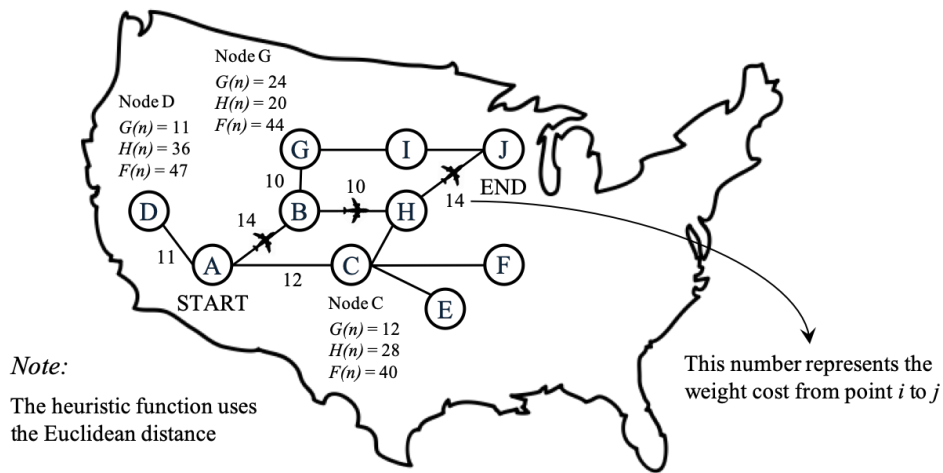 Node G
G(n) = 24
H(n) = 20
F(n) = 44
Node D
G(n) = 11
H(n) = 36
F(n) = 47
G
I
J
END
10
10
14
D
B
H
14
11
A
START
12
C
F
E
Node C
G(n) = 12
H(n) = 28
F(n) = 40
Note:
The heuristic function uses
the Euclidean distance
This number represents the
weight cost from point i to j